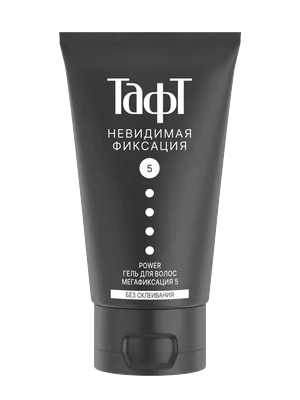 Тафт
НЕВИДИМАЯ
ФИКСАЦИЯ
5
POWER
ГЕЛЬ ДЛЯ ВОЛОС
МЕГАФИКСАЦИЯ 5
БЕЗ СКЛЕИВАНИЯ